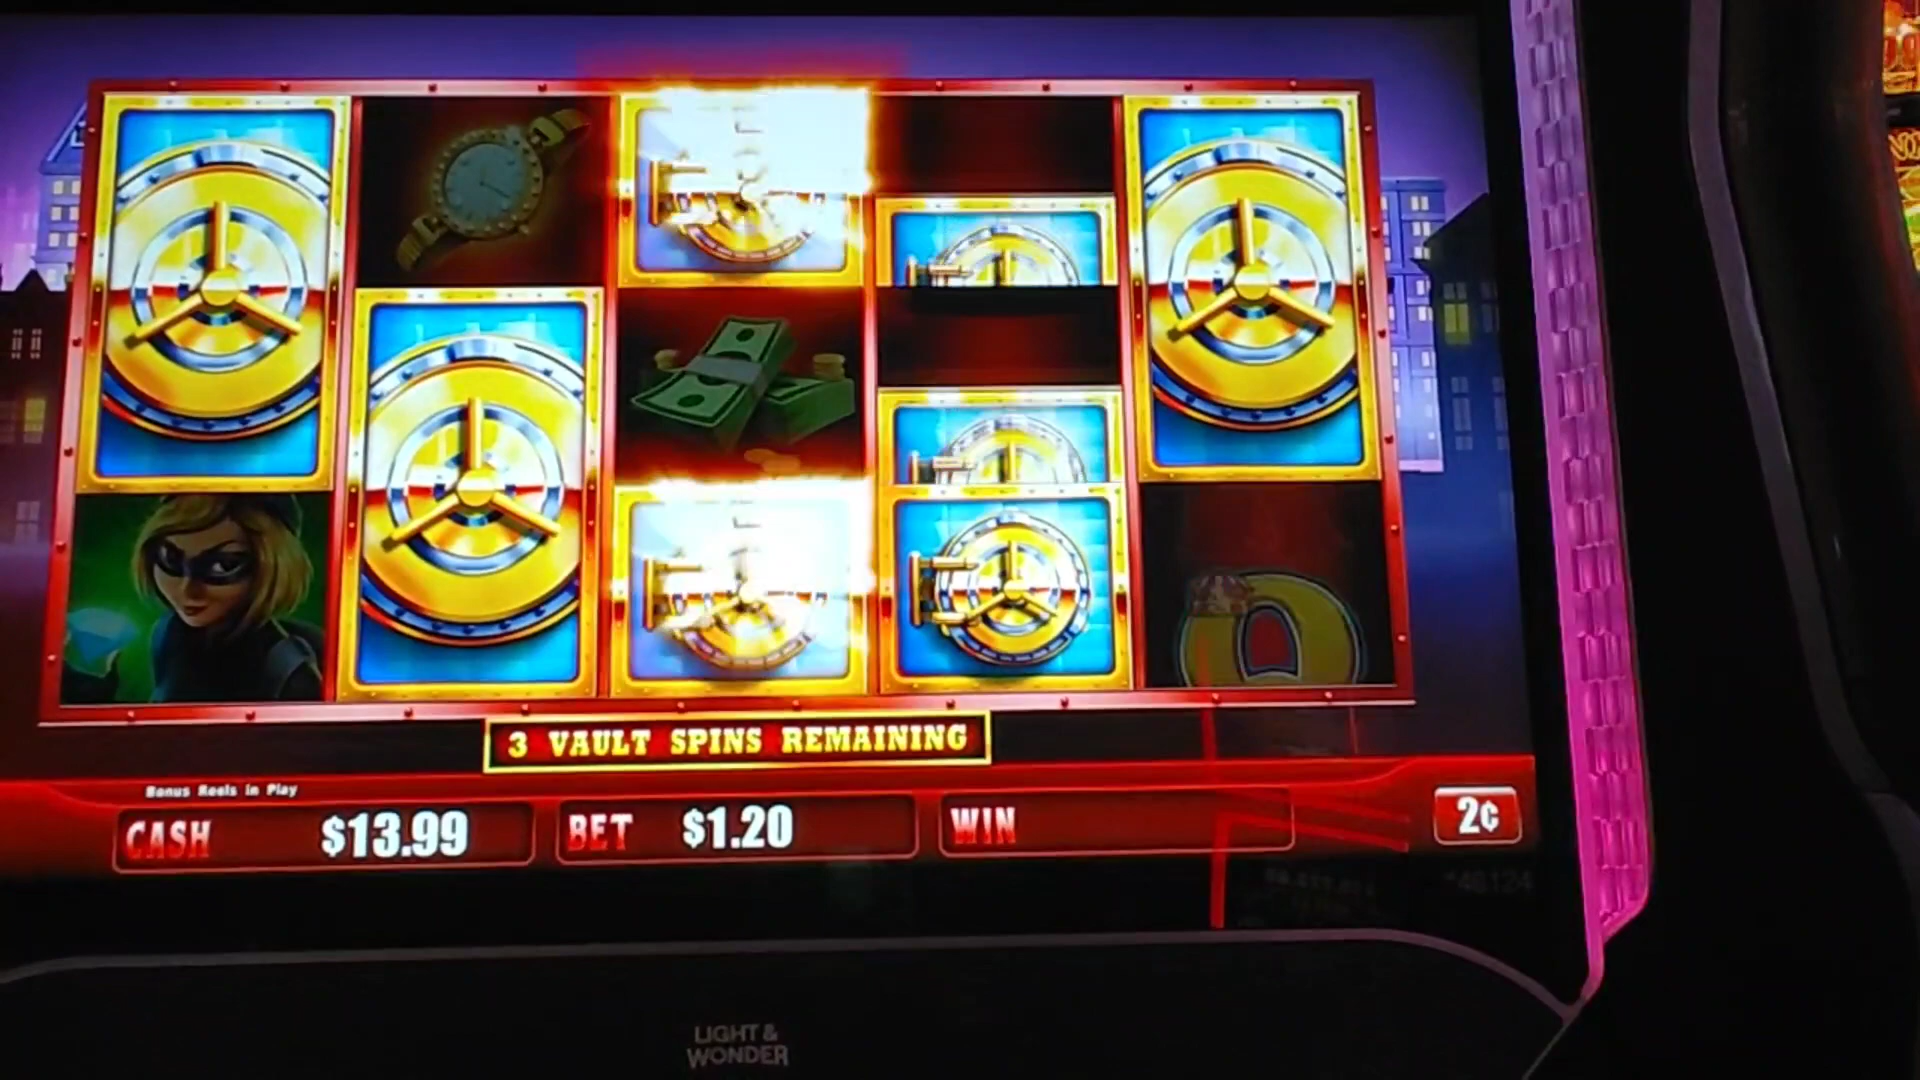 3 VAULT SPINS REMAINING
Bonus Reels in Play
CASH $13.99 BET $1.20 WIN 2¢
LIGHT &
WONDER